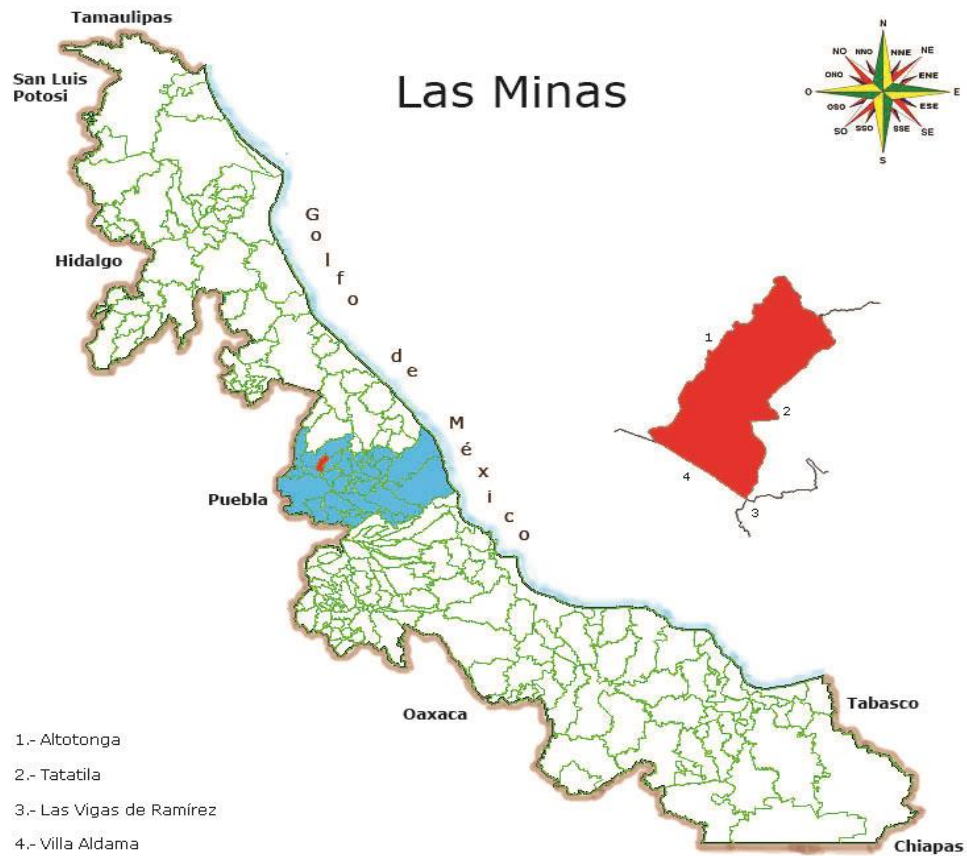 Tamaulipas
San Luis
Potosi
Las Minas
N
NNO
NNE
NO
NE
ONO
ENE
O
E
OSO
ESE
SO
SSO
SSE
SE
S
Golfo de México
Hidalgo
1
2
4
3
Puebla
Oaxaca
Tabasco
1.- Altotonga
2.- Tatatila
3.- Las Vigas de Ramírez
4.- Villa Aldama
Chiapas